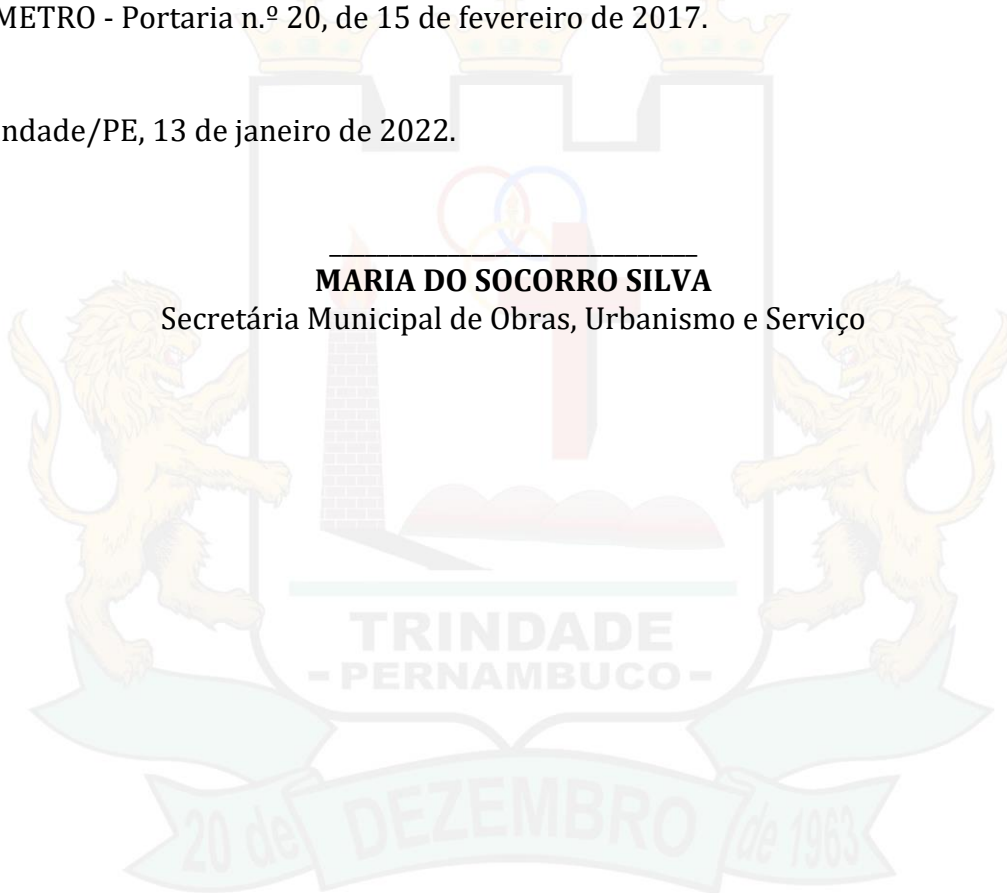 METRO - Portaria n.º 20, de 15 de fevereiro de 2017.
ndade/PE, 13 de janeiro de 2022.
MARIA DO SOCORRO SILVA
Secretária Municipal de Obras, Urbanismo e Serviço
TRINDADE
- PERNAMBUCO -
20 de DEZEMBRO de 1963